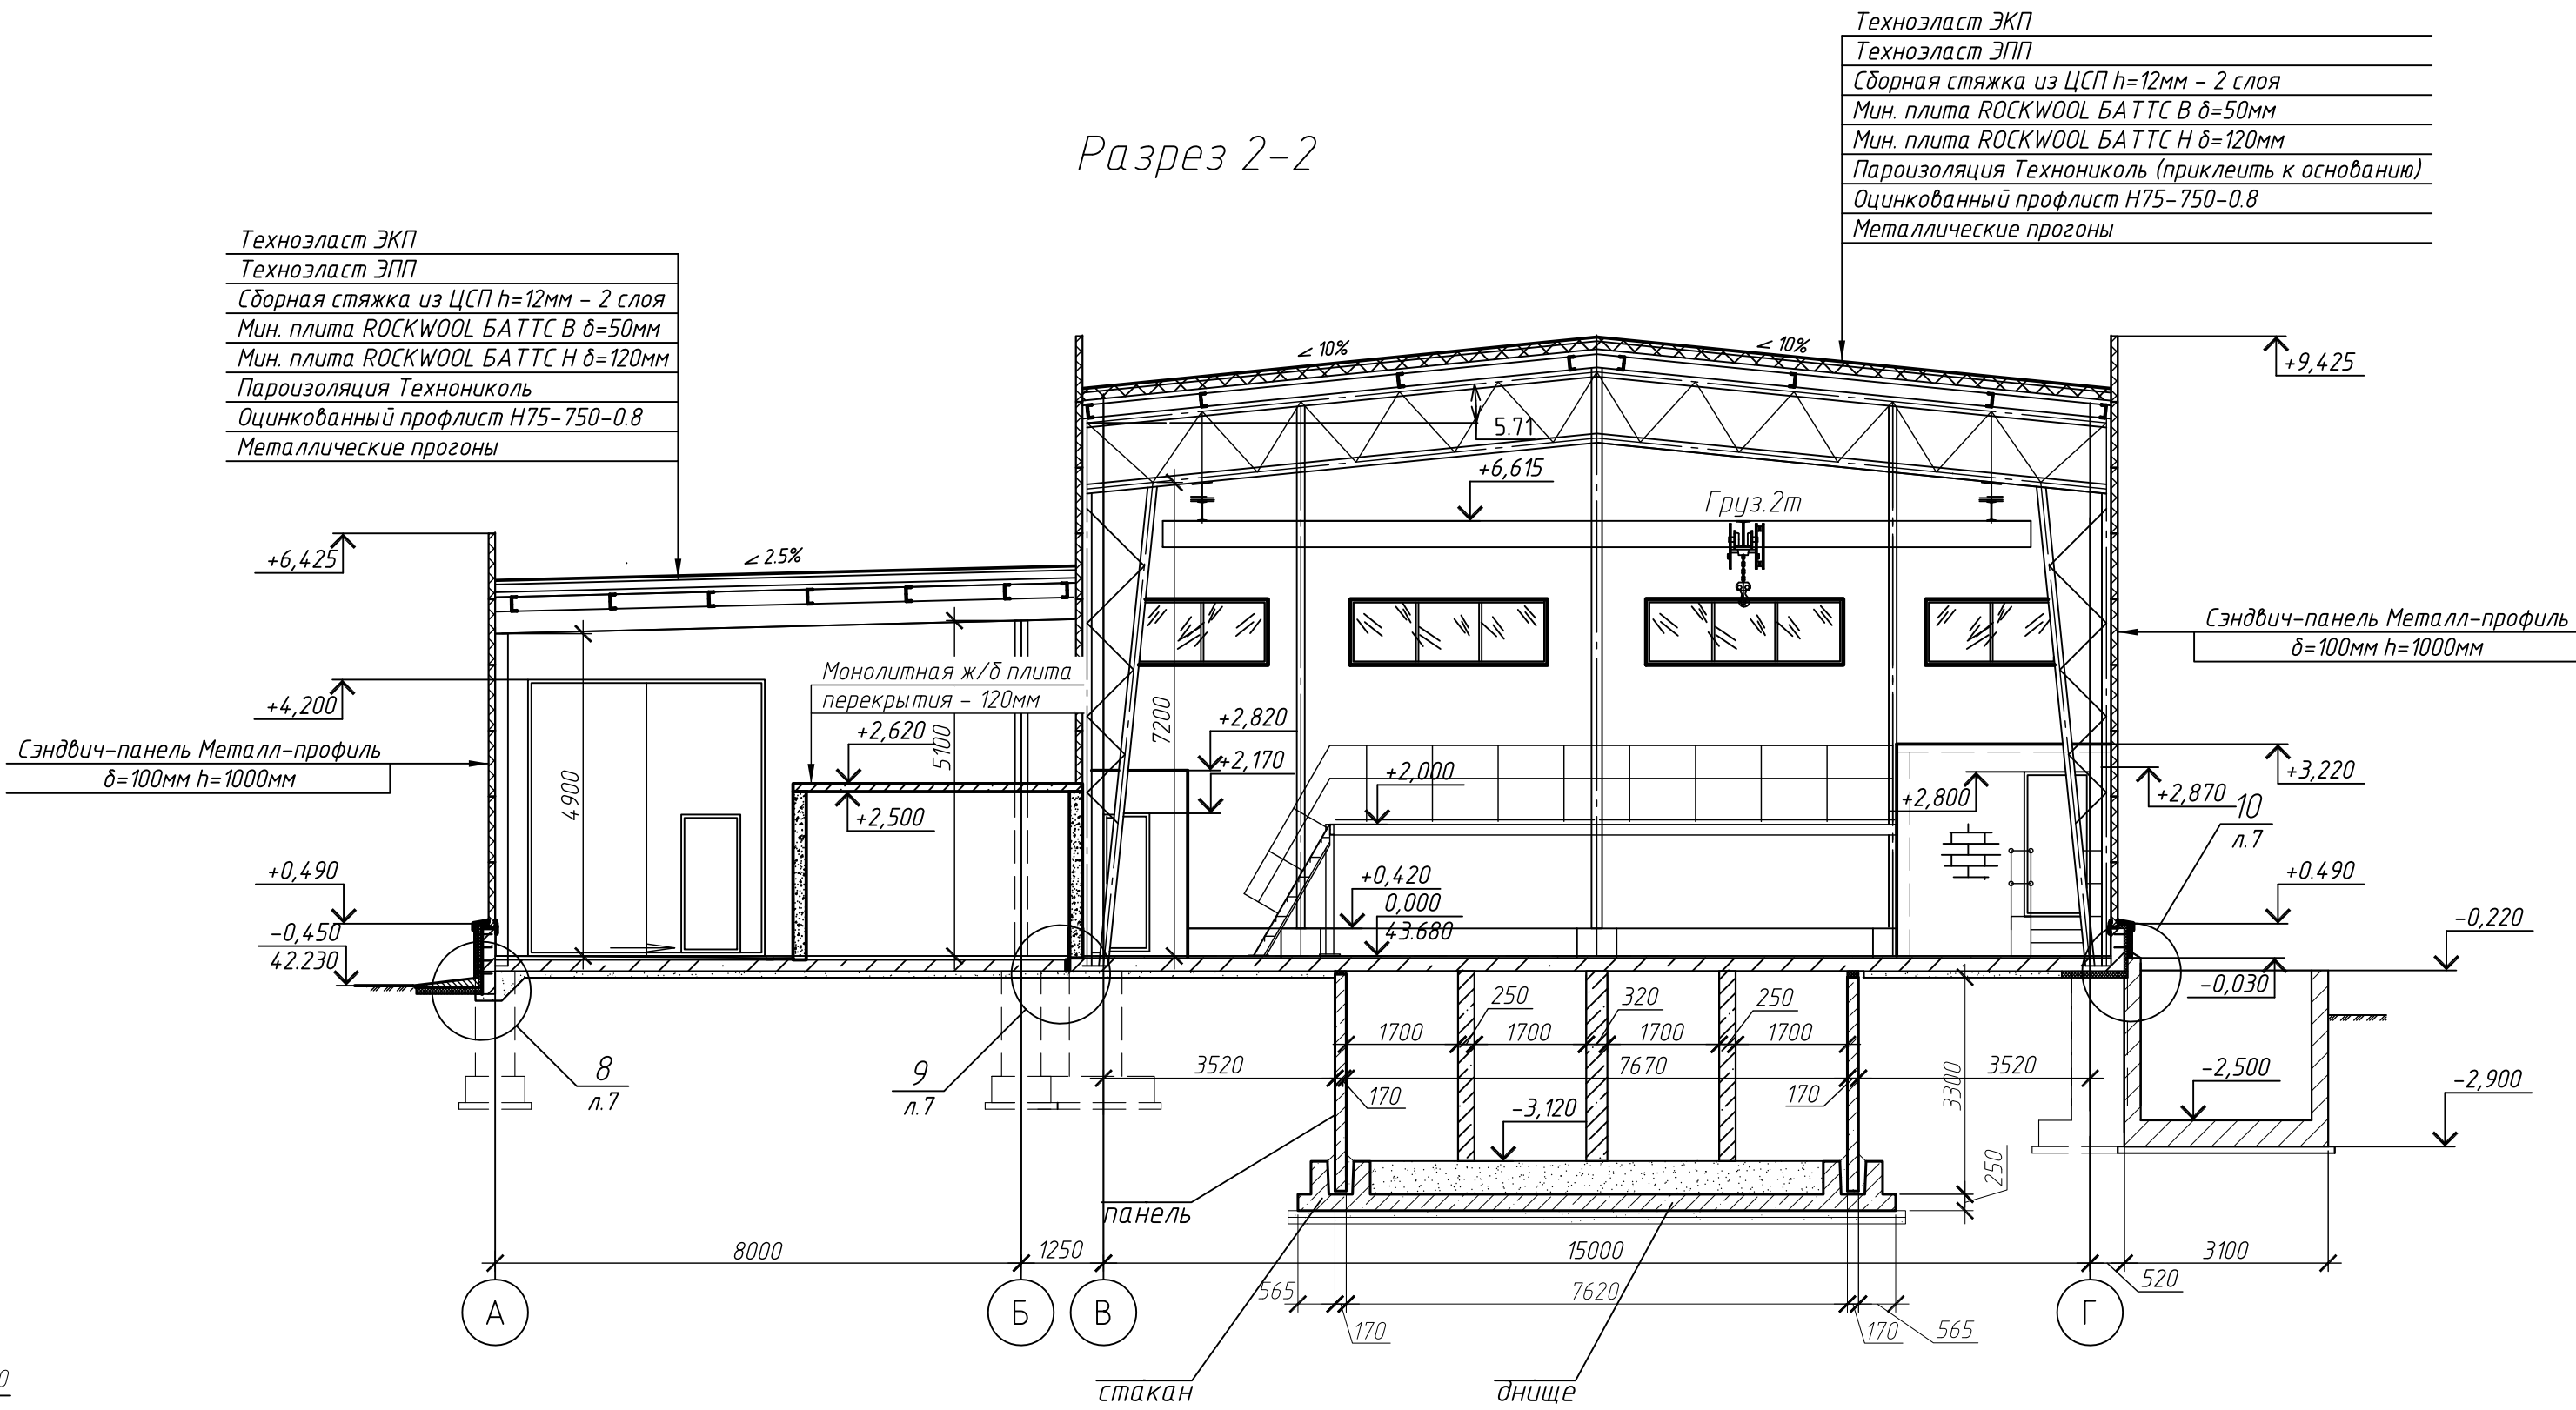 Техноэласт ЭКП
Техноэласт ЭПП
Сборная стяжка из ЦСП h=12мм - 2 слоя
Мин. плита ROCKWOOL БАТТС В δ=50мм
Мин. плита ROCKWOOL БАТТС Н δ=120мм
Пароизоляция Технониколь (приклеить к основанию)
Оцинкованный профлист Н75-750-0.8
Металлические прогоны
Разрез 2-2
Техноэласт ЭКП
Техноэласт ЭПП
Сборная стяжка из ЦСП h=12мм - 2 слоя
Мин. плита ROCKWOOL БАТТС В δ=50мм
Мин. плита ROCKWOOL БАТТС Н δ=120мм
Пароизоляция Технониколь
Оцинкованный профлист Н75-750-0.8
Металлические прогоны
10%
10%
+9,425
5.71
+6,615
Груз.2т
+6,425
2.5%
Сэндвич-панель Металл-профиль
δ=100мм h=1000мм
Монолитная ж/б плита
перекрытия - 120мм
+4,200
+2,620
5100
7200
+2,820
+2,170
+2,000
+3,220
+2,800
+2,870
Сэндвич-панель Металл-профиль
δ=100мм h=1000мм
4900
+2,500
10
л.7
+0,490
+0,420
0,000
43.680
+0.490
-0,450
42.230
-0,220
-0,030
250
320
250
1700
1700
1700
1700
3520
7670
3520
8
л.7
9
л.7
170
170
-3,120
3300
-2,500
-2,900
250
панель
8000
1250
15000
3100
520
565
7620
170
170
565
А
Б
В
Г
стакан
днище
0